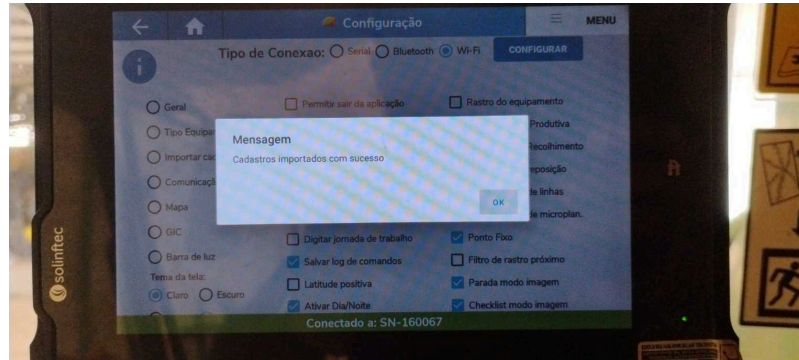 Configuração
MENU
Tipo de Conexao: Serial Bluetooth Wi-Fi CONFIGURAR
i
Geral Permitir sair da aplicação Rastro do equipamento
Tipo Equipa Produtiva
Importar cad Recolhimento
Comunicaçã eposição
Mapa de linhas
GIC de microplan.
Mensagem
Cadastros importados com sucesso
OK
Digitar jornada de trabalho Ponto Fixo
Barra de luz Salvar log de comandos Filtro de rastro próximo
Tema da tela: Latitude positiva Parada modo imagem
Claro Escuro Ativar Dia/Noite Checklist modo imagem
Conectado a: SN-160067
solinftec